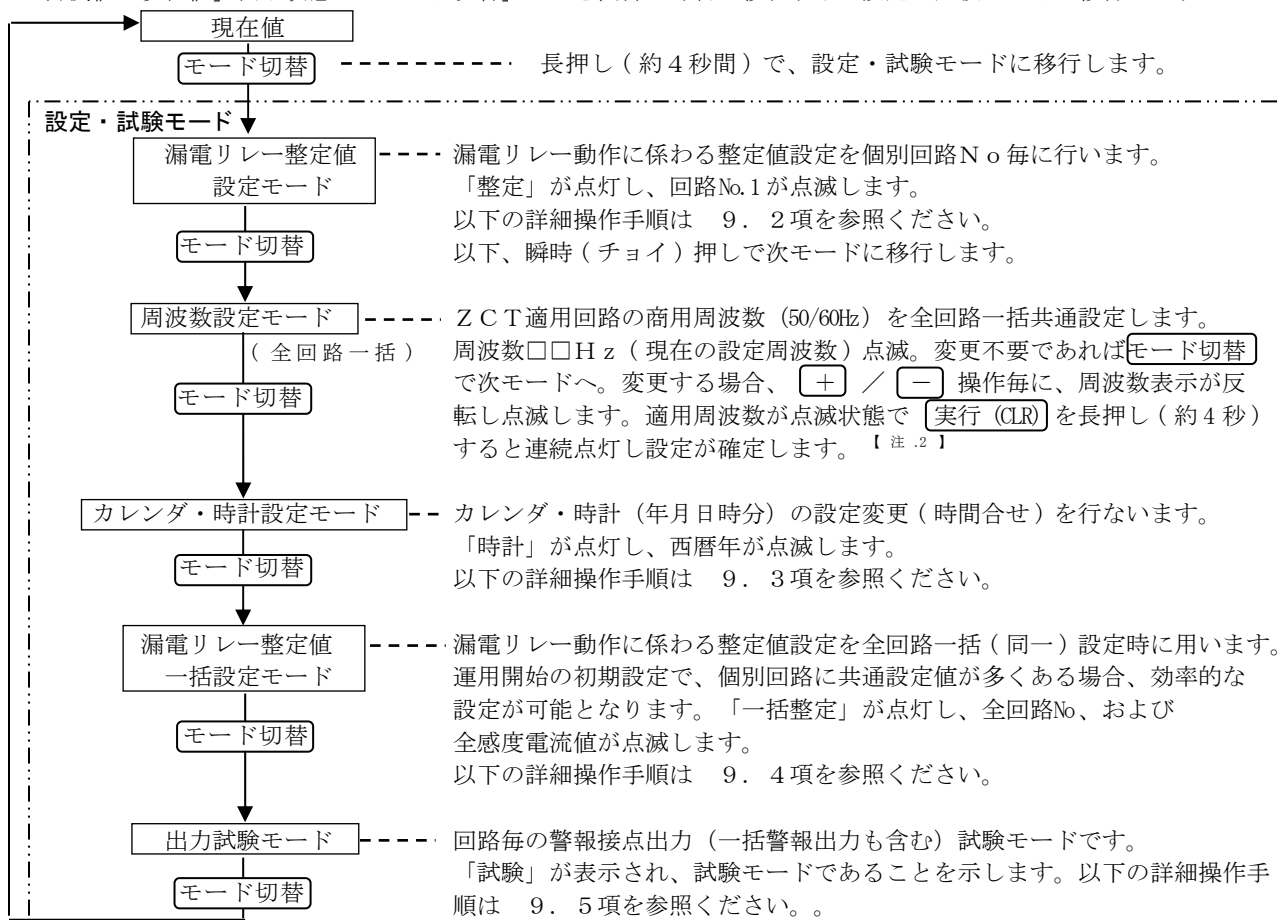 現在値
モード切替 長押し(約4秒間)で、設定・試験モードに移行します。
設定・試験モード
漏電リレー整定値
設定モード
漏電リレー動作に係わる整定値設定を個別回路No毎に行います。
「整定」が点灯し、回路No.1が点滅します。
以下の詳細操作手順は 9.2項を参照ください。
以下、瞬時(チョイ)押しで次モードに移行します。
モード切替
周波数設定モード
(全回路一括)
ZCT適用回路の商用周波数(50/60Hz)を全回路一括共通設定します。
周波数□□Hz(現在の設定周波数)点滅。変更不要であればモード切替
で次モードへ。変更する場合、 + / - 操作毎に、周波数表示が反
転し点滅します。適用周波数が点滅状態で 実行(CLR) を長押し(約4秒)
すると連続点灯し設定が確定します。【注.2】
モード切替
カレンダ・時計設定モード
カレンダ・時計(年月日時分)の設定変更(時間合せ)を行ないます。
「時計」が点灯し、西暦年が点滅します。
以下の詳細操作手順は 9.3項を参照ください。
モード切替
漏電リレー整定値
一括設定モード
漏電リレー動作に係わる整定値設定を全回路一括(同一)設定時に用います。
運用開始の初期設定で、個別回路に共通設定値が多くある場合、効率的な
設定が可能となります。「一括整定」が点灯し、全回路No、および
全感度電流値が点滅します。
以下の詳細操作手順は 9.4項を参照ください。
モード切替
出力試験モード
回路毎の警報接点出力(一括警報出力も含む)試験モードです。
「試験」が表示され、試験モードであることを示します。以下の詳細操作手
順は 9.5項を参照ください。。
モード切替